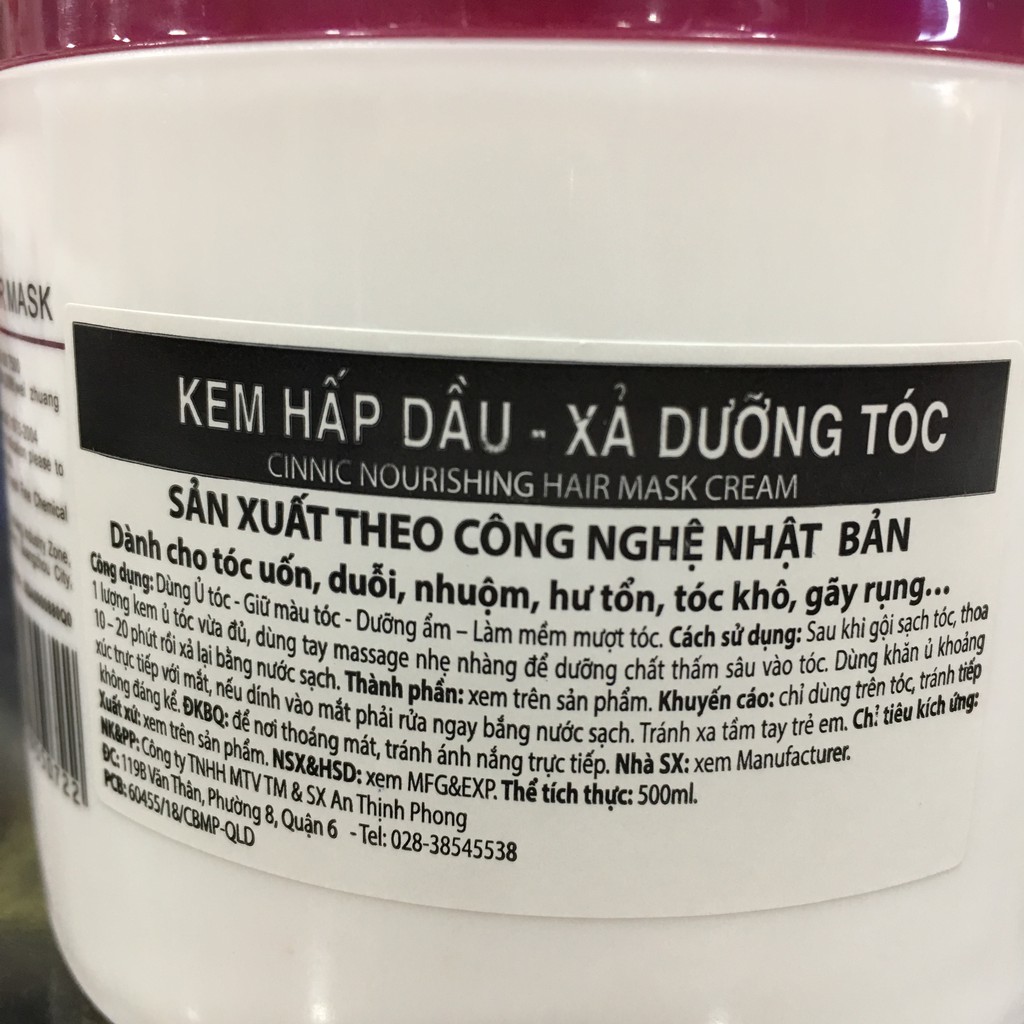 MASK
zhuang
please to
Chemical
Industry Zone,
City,
KEM HẤP DẦU - XẢ DƯỠNG TÓC
CINNIC NOURISHING HAIR MASK CREAM
SẢN XUẤT THEO CÔNG NGHỆ NHẬT BẢN
Dành cho tóc uốn, duỗi, nhuộm, hư tổn, tóc khô, gãy rụng...
Công dụng: Dùng Ủ tóc - Giữ màu tóc - Dưỡng ẩm – Làm mềm mượt tóc. Cách sử dụng: Sau khi gội sạch tóc, thoa
1 lượng kem ủ tóc vừa đủ, dùng tay massage nhẹ nhàng để dưỡng chất thấm sâu vào tóc. Dùng khăn ủ khoảng
10 - 20 phút rồi xả lại bằng nước sạch. Thành phần: xem trên sản phẩm. Khuyến cáo: chỉ dùng trên tóc, tránh tiếp
xúc trực tiếp với mắt, nếu dính vào mắt phải rửa ngay bằng nước sạch. Tránh xa tầm tay trẻ em. Chỉ tiêu kích ứng:
không đáng kể. ĐKBQ: để nơi thoáng mát, tránh ánh nắng trực tiếp. Nhà SX: xem Manufacturer.
Xuất xứ: xem trên sản phẩm. NSX&HSD: xem MFG&EXP. Thể tích thực: 500ml.
NK&PP: Công ty TNHH MTV TM & SX An Thịnh Phong
ĐC: 119B Văn Thân, Phường 8, Quận 6 - Tel: 028-38545538
PCB: 60455/18/CBMP-QLD